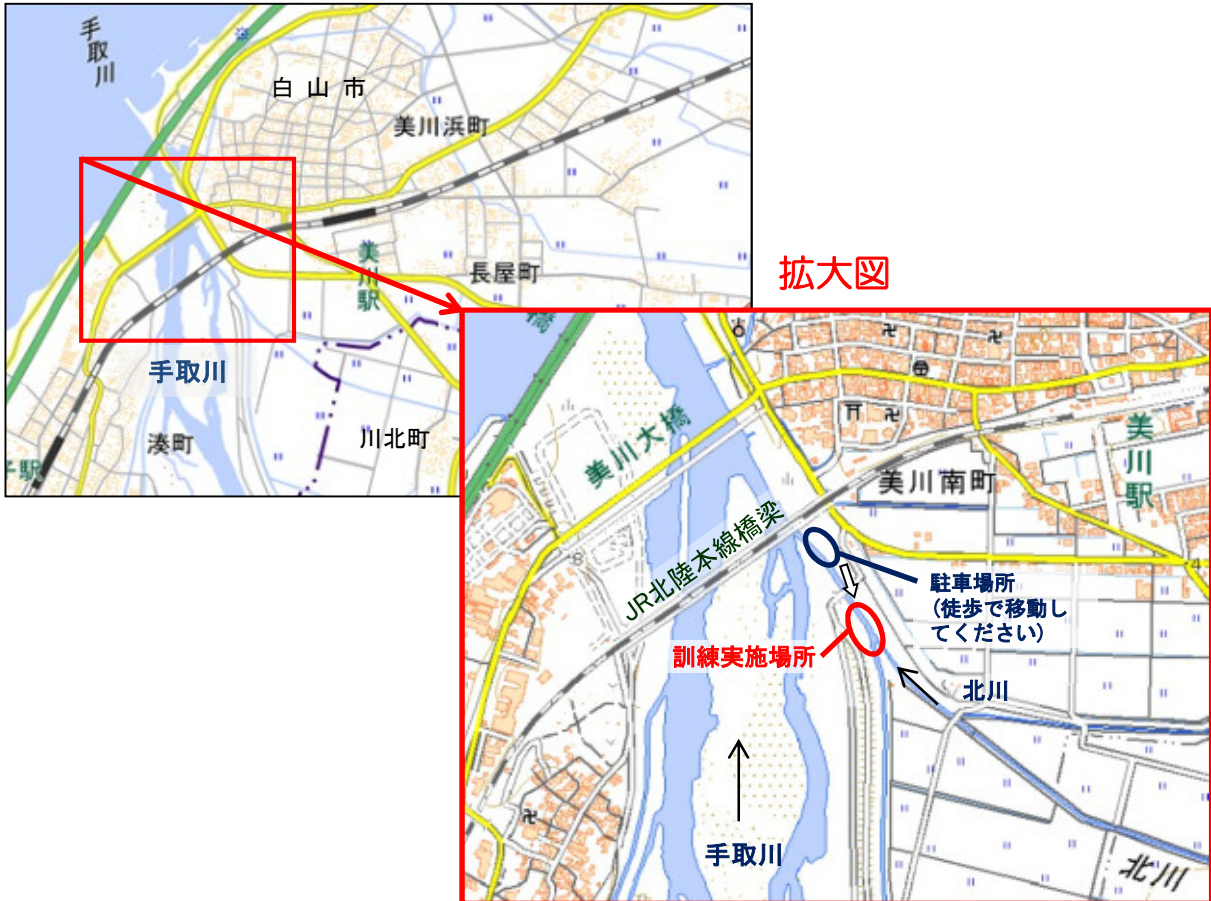 手取川
白山市
美川浜町
美川駅
長屋町
手取川
湊町
川北町
子駅
拡大図
美川大橋
美川南町
美川駅
JR北陸本線橋梁
駐車場所
(徒歩で移動し
てください)
訓練実施場所
北川
手取川
北川
8
4